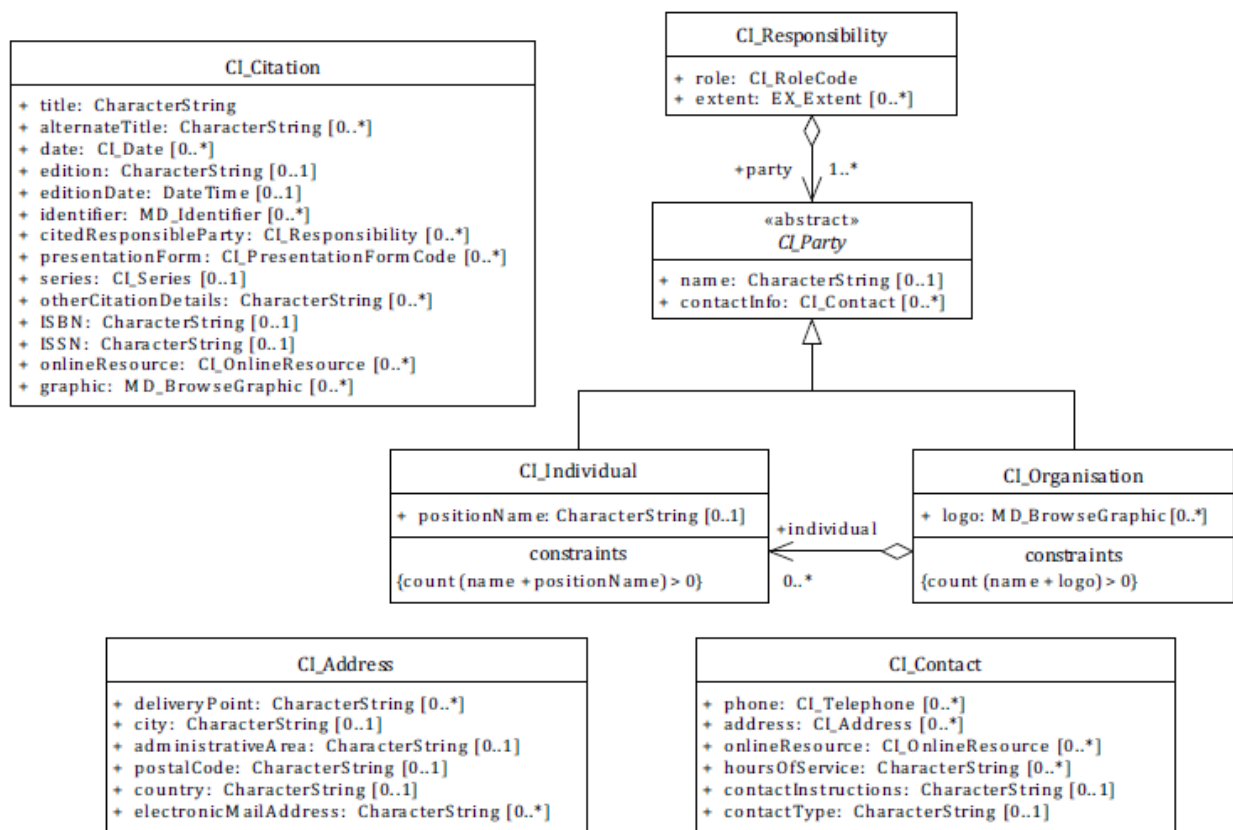 CI_Citation
+ title: CharacterString
+ alternateTitle: CharacterString [0..*]
+ date: CI_Date [0..*]
+ edition: CharacterString [0..1]
+ editionDate: DateTime [0..1]
+ identifier: MD_Identifier [0..*]
+ citedResponsibleParty: CI_Responsibility [0..*]
+ presentationForm: CI_PresentationFormCode [0..*]
+ series: CI_Series [0..1]
+ otherCitationDetails: CharacterString [0..*]
+ ISBN: CharacterString [0..1]
+ ISSN: CharacterString [0..1]
+ onlineResource: CI_OnlineResource [0..*]
+ graphic: MD_BrowseGraphic [0..*]
CI_Responsibility
+ role: CI_RoleCode
+ extent: EX_Extent [0..*]
+party 1..*
«abstract»
CI_Party
+ name: CharacterString [0..1]
+ contactInfo: CI_Contact [0..*]
CI_Individual
+ positionName: CharacterString [0..1]
constraints
{count (name + positionName) > 0}
+individual
0..*
CI_Organisation
+ logo: MD_BrowseGraphic [0..*]
constraints
{count (name + logo) > 0}
CI_Address
+ deliveryPoint: CharacterString [0..*]
+ city: CharacterString [0..1]
+ administrativeArea: CharacterString [0..1]
+ postalCode: CharacterString [0..1]
+ country: CharacterString [0..1]
+ electronicMailAddress: CharacterString [0..*]
CI_Contact
+ phone: CI_Telephone [0..*]
+ address: CI_Address [0..*]
+ onlineResource: CI_OnlineResource [0..*]
+ hoursOfService: CharacterString [0..*]
+ contactInstructions: CharacterString [0..1]
+ contactType: CharacterString [0..1]